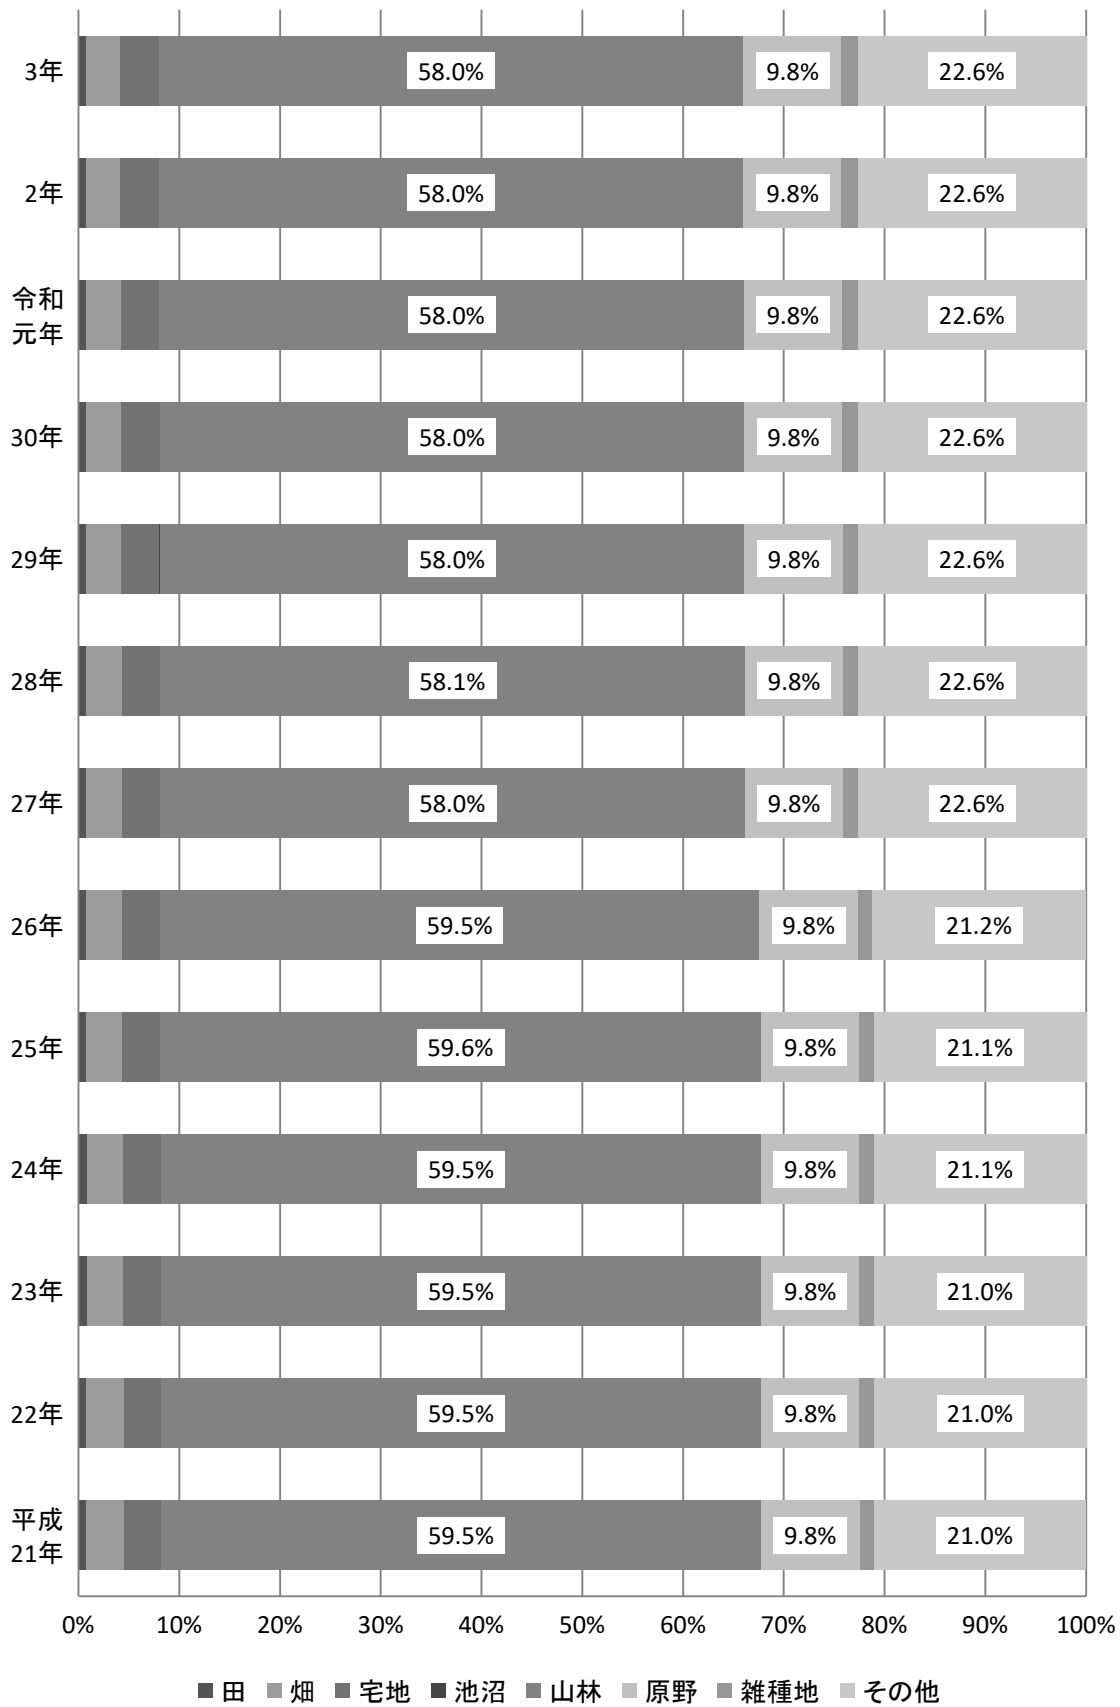 3年 58.0% 9.8% 22.6%
2年 58.0% 9.8% 22.6%
令和
元年 58.0% 9.8% 22.6%
30年 58.0% 9.8% 22.6%
29年 58.0% 9.8% 22.6%
28年 58.1% 9.8% 22.6%
27年 58.0% 9.8% 22.6%
26年 59.5% 9.8% 21.2%
25年 59.6% 9.8% 21.1%
24年 59.5% 9.8% 21.1%
23年 59.5% 9.8% 21.0%
22年 59.5% 9.8% 21.0%
平成
21年 59.5% 9.8% 21.0%
0% 10% 20% 30% 40% 50% 60% 70% 80% 90% 100%
田 畑 宅地 池沼 山林 原野 雑種地 その他